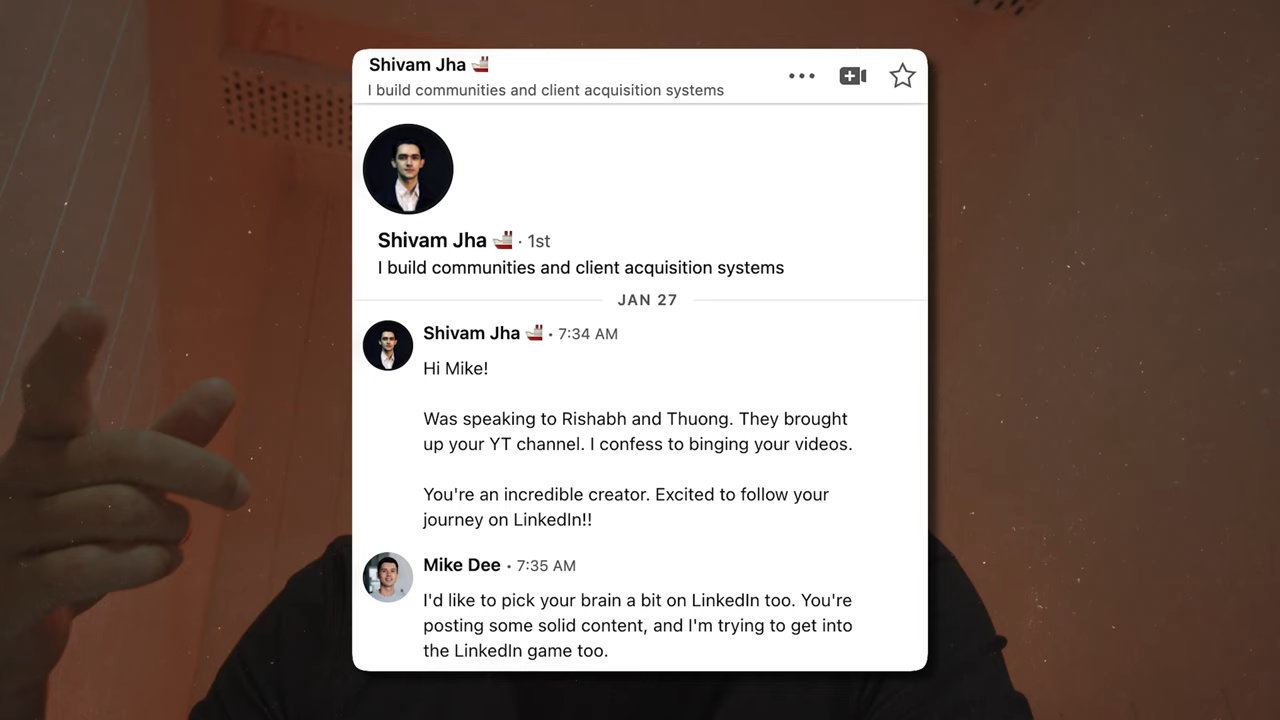 Shivam Jha 🚢
I build communities and client acquisition systems
Shivam Jha 🚢 · 1st
I build communities and client acquisition systems
JAN 27
Shivam Jha 🚢 · 7:34 AM
Hi Mike!
Was speaking to Rishabh and Thuong. They brought
up your YT channel. I confess to binging your videos.
You're an incredible creator. Excited to follow your
journey on LinkedIn!!
Mike Dee · 7:35 AM
I'd like to pick your brain a bit on LinkedIn too. You're
posting some solid content, and I'm trying to get into
the LinkedIn game too.